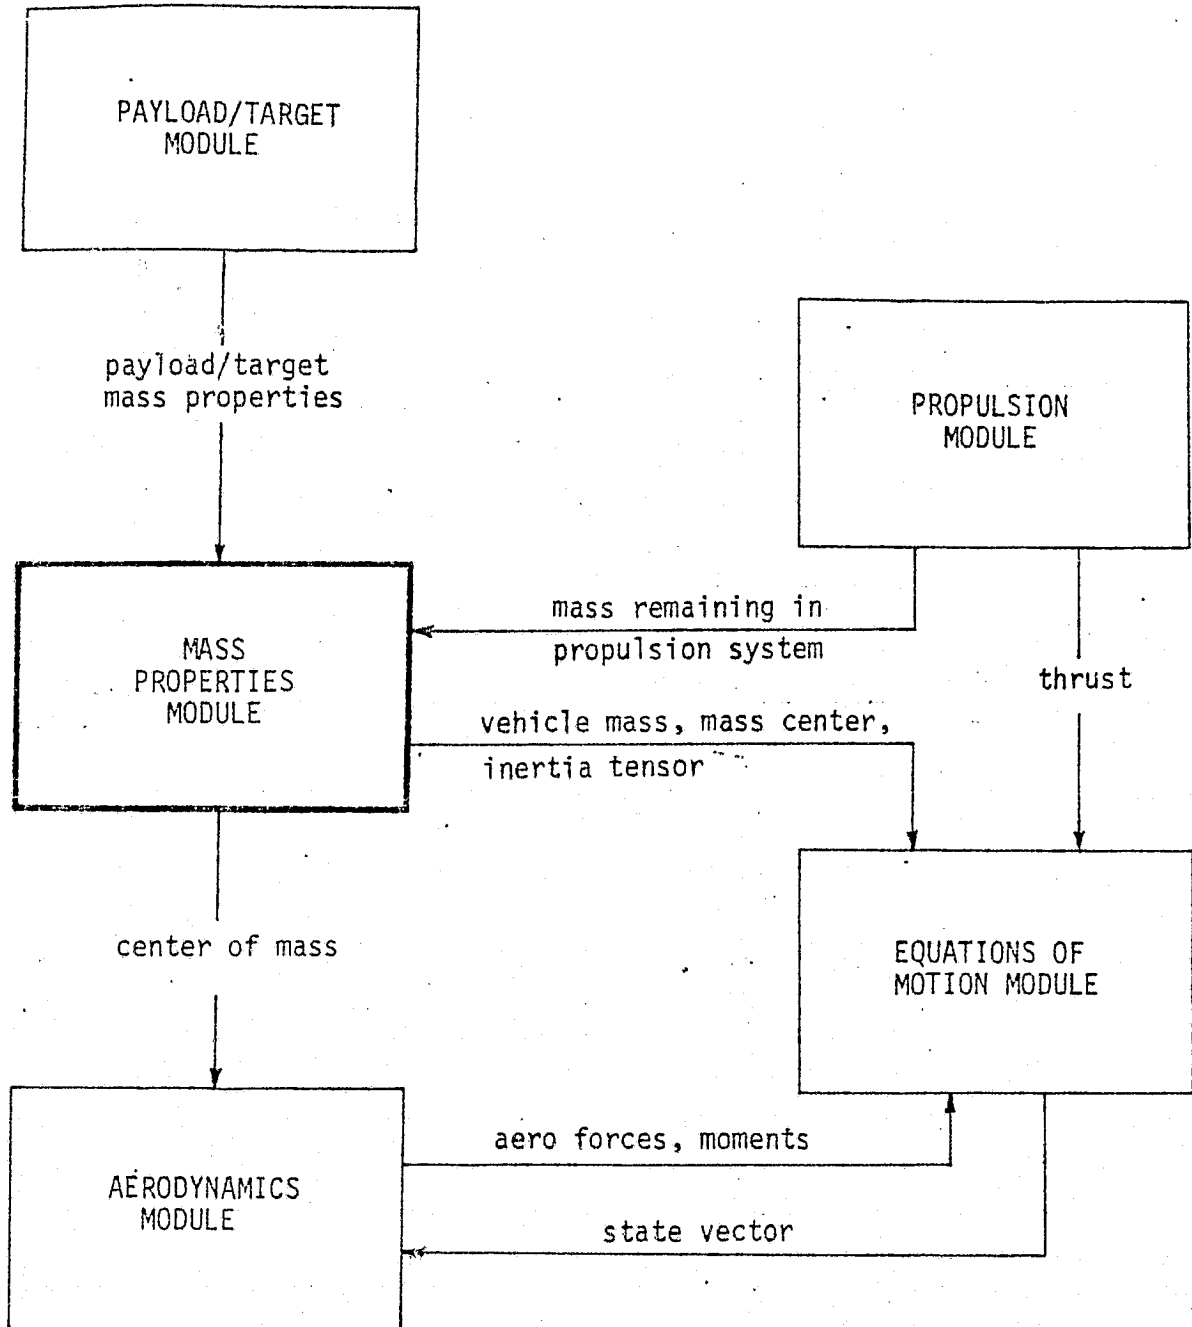 PAYLOAD/TARGET
MODULE
payload/target
mass properties
PROPULSION
MODULE
mass remaining in
propulsion system
thrust
MASS
PROPERTIES
MODULE
vehicle mass, mass center,
inertia tensor
center of mass
EQUATIONS OF
MOTION MODULE
aero forces, moments
AERODYNAMICS
MODULE
state vector